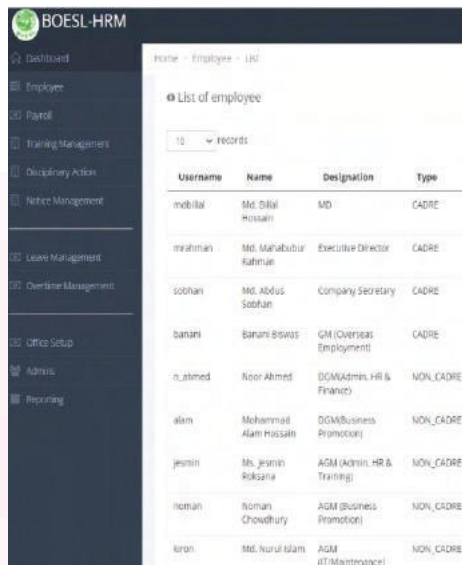 BOESL-HRM
Dashboard
Employee
Payroll
Training Management
Disciplinary Action
Notice Management
Leave Management
Overtime Management
Office Setup
Admins
Reporting
Home - Employee - List
List of employee
10 records
Username Name Designation Type
mdbillal Md. Billal Hossain MD CADRE
mrahman Md. Mahabubur Rahman Executive Director CADRE
sobhan Md. Abdus Sobhan Company Secretary CADRE
banani Banani Biswas GM (Overseas Employment) CADRE
n_ahmed Noor Ahmed DGM(Admin. HR & Finance) NON_CADRE
alam Mohammad Alam Hossain DGM(Business Promotion) NON_CADRE
jesmin Ms. Jesmin Roksana AGM (Admin. HR & Training) NON_CADRE
noman Noman Chowdhury AGM (Business Promotion) NON_CADRE
kiron Md. Nurul Islam AGM (IT/Maintenance) NON_CADRE